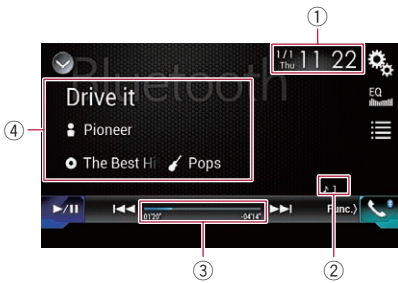 ①
1/1
Thu
11 22
Bluetooth
EQ
④
Drive it
Pioneer
The Best Hi
Pops
♪ 1
01'20"
-04'14"
Func.
③
②